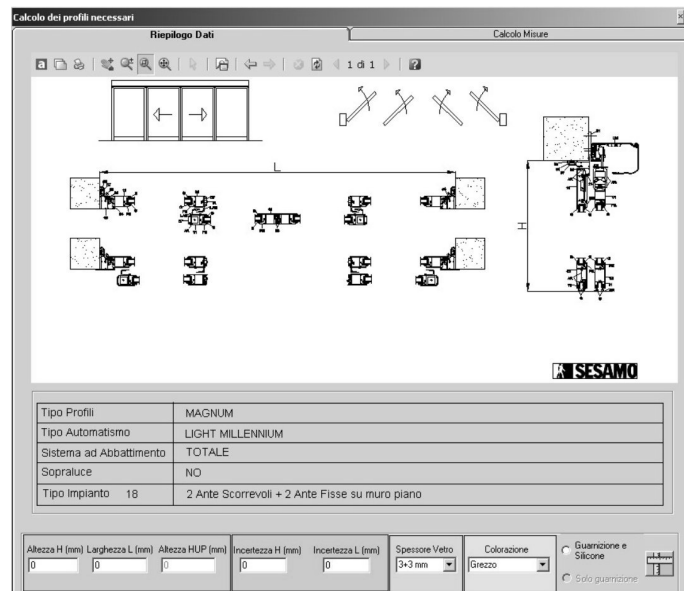 Calcolo dei profili necessari
Riepilogo Dati
Calcolo Misure
1 di 1
L
H
SESAMO
Tipo Profili MAGNUM
Tipo Automatismo LIGHT MILLENNIUM
Sistema ad Abbattimento TOTALE
Sopraluce NO
Tipo Impianto 18 2 Ante Scorrevoli + 2 Ante Fisse su muro piano
Altezza H (mm) Larghezza L (mm) Altezza HUP (mm) Incertezza H (mm) Incertezza L (mm) Spessore Vetro Colorazione Guarnizione e Silicone
0 0 0 0 0 3+3 mm Grezzo
Solo guarnizione